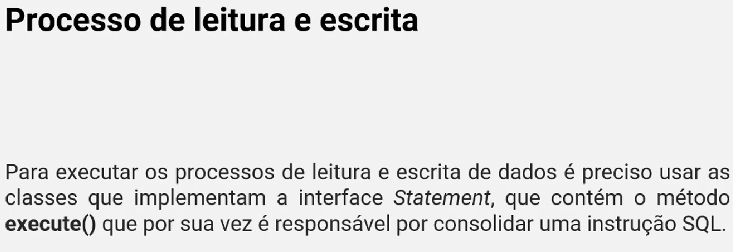 Processo de leitura e escrita
Para executar os processos de leitura e escrita de dados é preciso usar as
classes que implementam a interface Statement, que contém o método
execute() que por sua vez é responsável por consolidar uma instrução SQL.